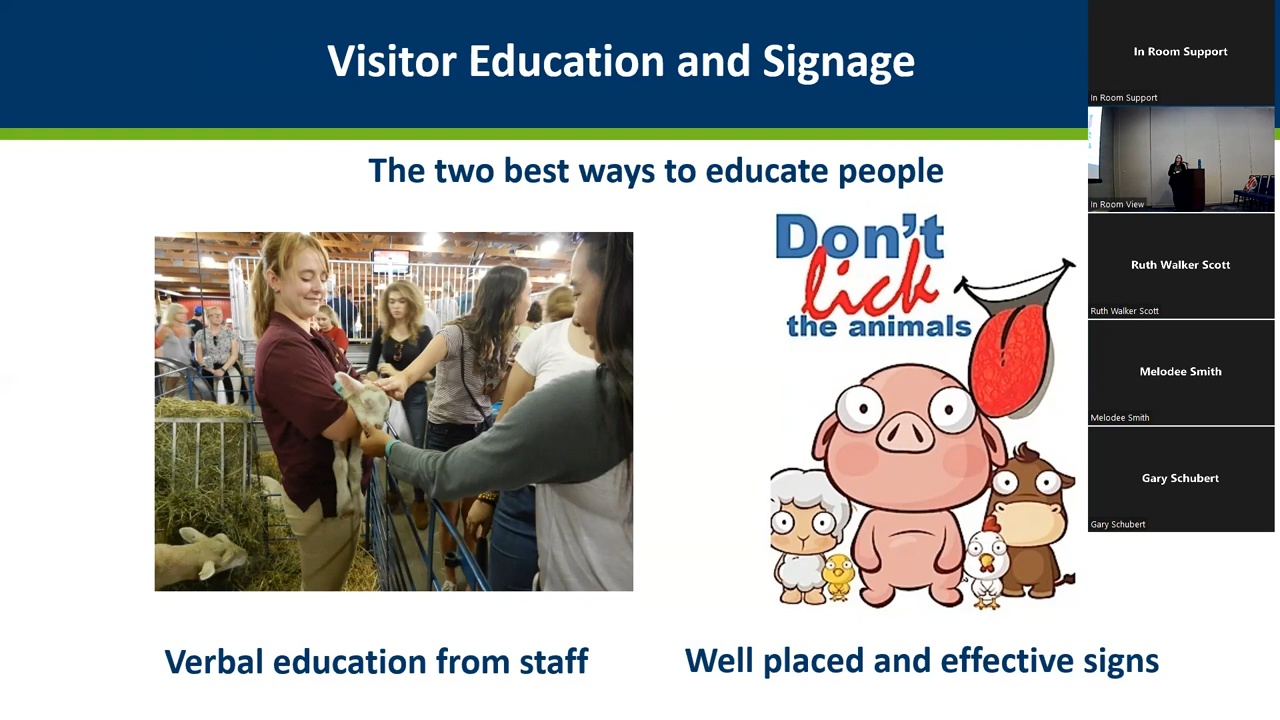 Visitor Education and Signage
The two best ways to educate people
Don't
lick
the animals
Verbal education from staff
Well placed and effective signs
In Room Support
In Room Support
In Room View
Ruth Walker Scott
Ruth Walker Scott
Melodee Smith
Melodee Smith
Gary Schubert
Gary Schubert